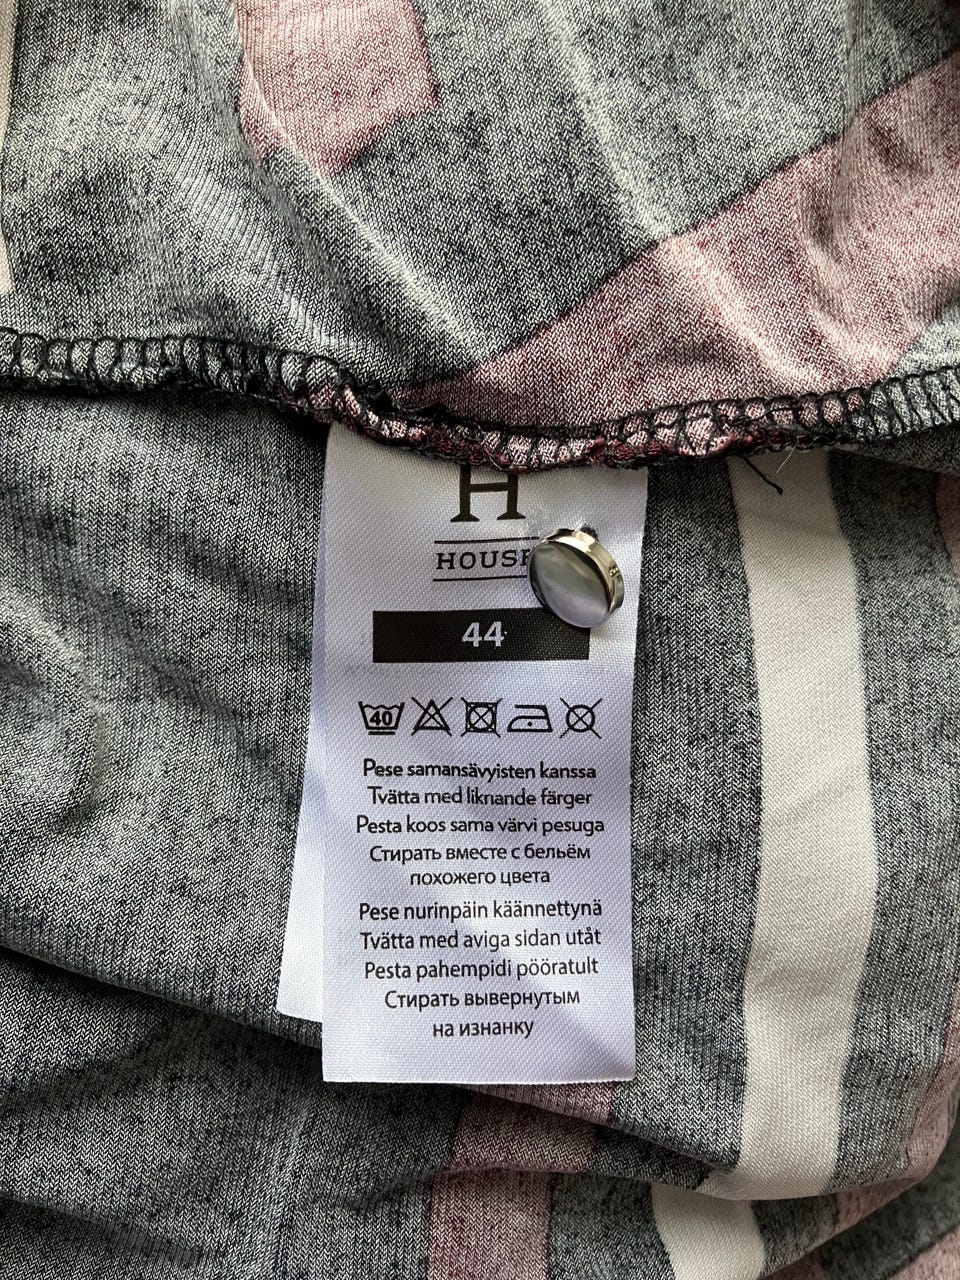 H
HOUSE
44
40
Pese samansävyisten kanssa
Tvätta med liknande färger
Pesta koos sama värvi pesuga
Стирать вместе с бельём
похожего цвета
Pese nurinpäin käännettynä
Tvätta med aviga sidan utåt
Pesta pahempidi pööratult
Стирать вывернутым
на изнанку